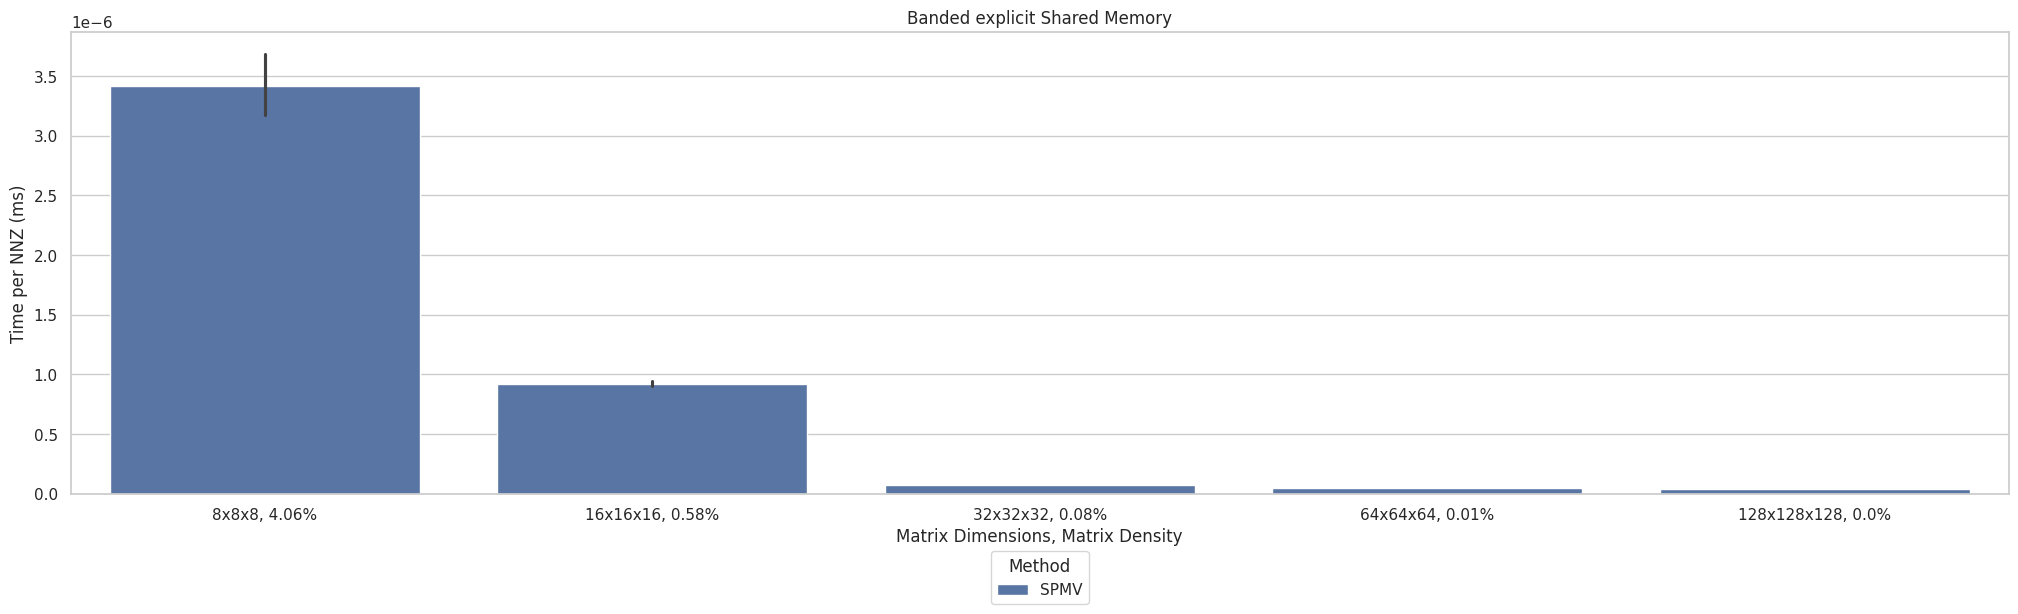 Banded explicit Shared Memory
1e−6
Time per NNZ (ms)
3.5
3.0
2.5
2.0
1.5
1.0
0.5
0.0
8x8x8, 4.06%
16x16x16, 0.58%
32x32x32, 0.08%
64x64x64, 0.01%
128x128x128, 0.0%
Matrix Dimensions, Matrix Density
Method
SPMV